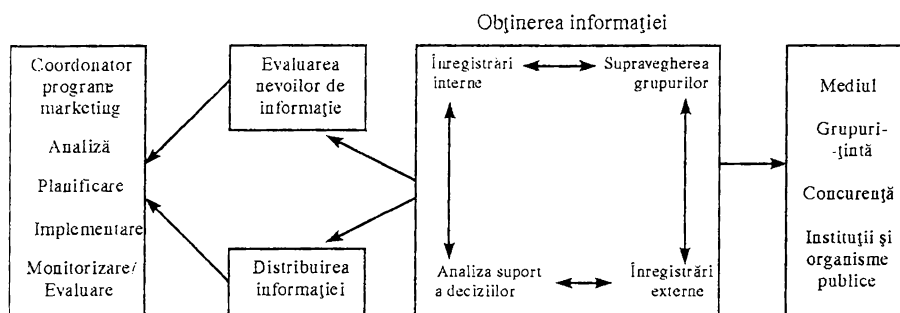 Obținerea informației
Coordonator
programe
marketing
Analiză
Planificare
Implementare
Monitorizare/
Evaluare
Evaluarea
nevoilor de
informație
Distribuirea
informației
Înregistrări
interne
Supravegherea
grupurilor
Analiza suport
a deciziilor
Înregistrări
externe
Mediul
Grupuri-
-țintă
Concurență
Instituții și
organisme
publice